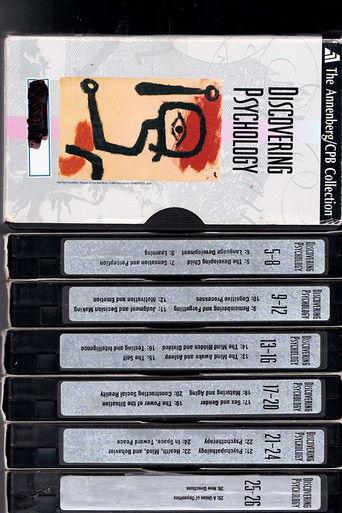 The Annenberg/CPB Collection
DISCOVERING
PSYCHOLOGY
DISCOVERING
PSYCHOLOGY
5–8
5: The Developing Child
6: Language Development
7: Sensation and Perception
8: Learning
DISCOVERING
PSYCHOLOGY
9–12
9: Remembering and Forgetting
10: Cognitive Processes
11: Judgment and Decision Making
12: Motivation and Emotion
DISCOVERING
PSYCHOLOGY
13–16
13: The Mind Awake and Asleep
14: The Mind Hidden and Divided
15: The Self
16: Testing and Intelligence
DISCOVERING
PSYCHOLOGY
17–20
17: Sex and Gender
18: Maturing and Aging
19: The Power of the Situation
20: Constructing Social Reality
DISCOVERING
PSYCHOLOGY
21–24
21: Psychopathology
22: Psychotherapy
23: Health, Mind, and Behavior
24: In Space, Toward Peace
DISCOVERING
PSYCHOLOGY
25–26
25: A Union of Opposites
26: New Directions